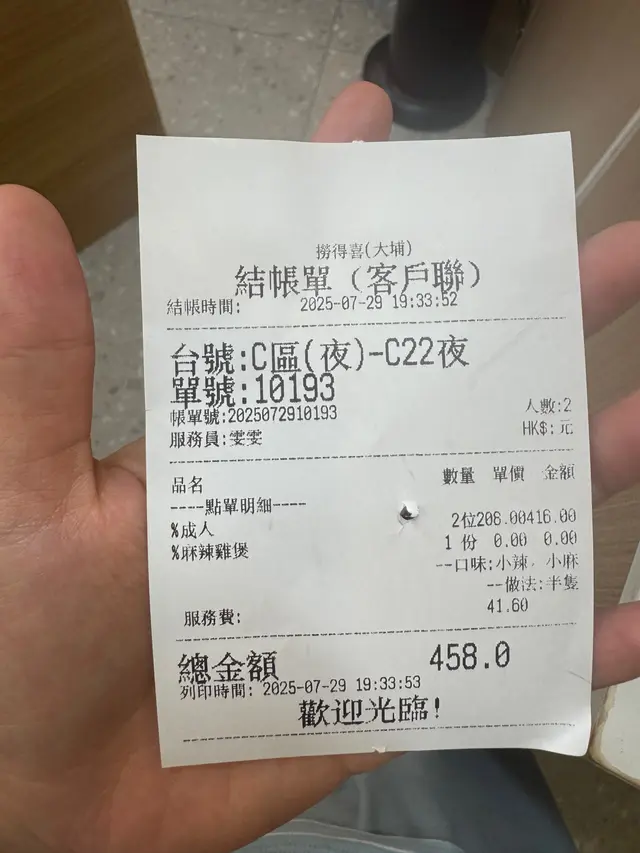 撈得喜(大埔)
結帳單（客戶聯）
結帳時間: 2025-07-29 19:33:52
台號:C區(夜)-C22夜
單號:10193
帳單號:2025072910193 人數:2
服務員:雯雯 HK$:元
品名 數量 單價 金額
----點單明細----
%成人 2位208.00416.00
%麻辣雞煲 1份 0.00 0.00
--口味:小辣，小麻
--做法:半隻
服務費: 41.60
總金額 458.0
列印時間: 2025-07-29 19:33:53
歡迎光臨!